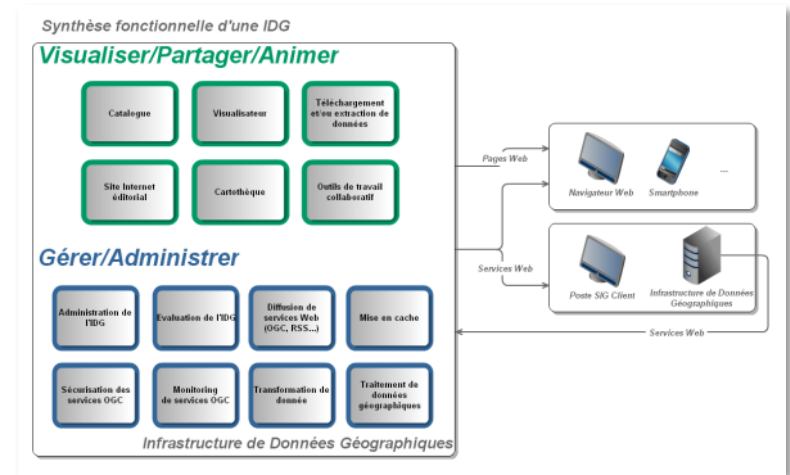 Synthèse fonctionnelle d'une IDG
Visualiser/Partager/Animer
Catalogue
Visualisateur
Téléchargement
et/ou extraction de
données
Site Internet
éditorial
Cartothèque
Outils de travail
collaboratif
Gérer/Administrer
Administration de
l'IDG
Evaluation de l'IDG
Diffusion de
services Web
(OGC, RSS...)
Mise en cache
Sécurisation des
services OGC
Monitoring
de services OGC
Transformation de
donnée
Traitement de
données
géographiques
Infrastructure de Données Géographiques
Pages Web
Navigateur Web
Smartphone
...
Services Web
Poste SIG Client
Infrastructure de Données
Géographiques
Services Web